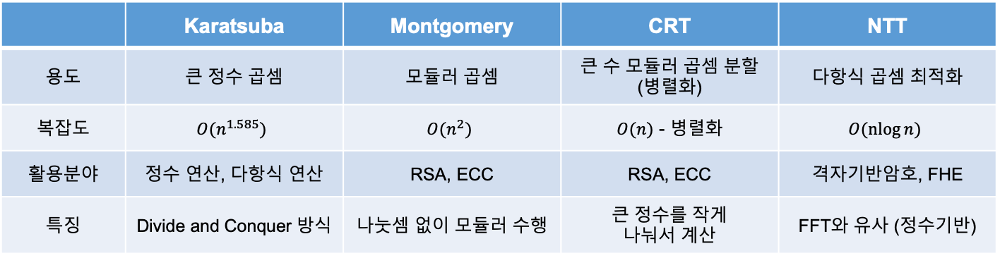 Karatsuba Montgomery CRT NTT
용도 큰 정수 곱셈 모듈러 곱셈 큰 수 모듈러 곱셈 분할 (병렬화) 다항식 곱셈 최적화
복잡도 O(n^1.585) O(n^2) O(n) - 병렬화 O(nlog n)
활용분야 정수 연산, 다항식 연산 RSA, ECC RSA, ECC 격자기반암호, FHE
특징 Divide and Conquer 방식 나눗셈 없이 모듈러 수행 큰 정수를 작게 나눠서 계산 FFT와 유사 (정수기반)